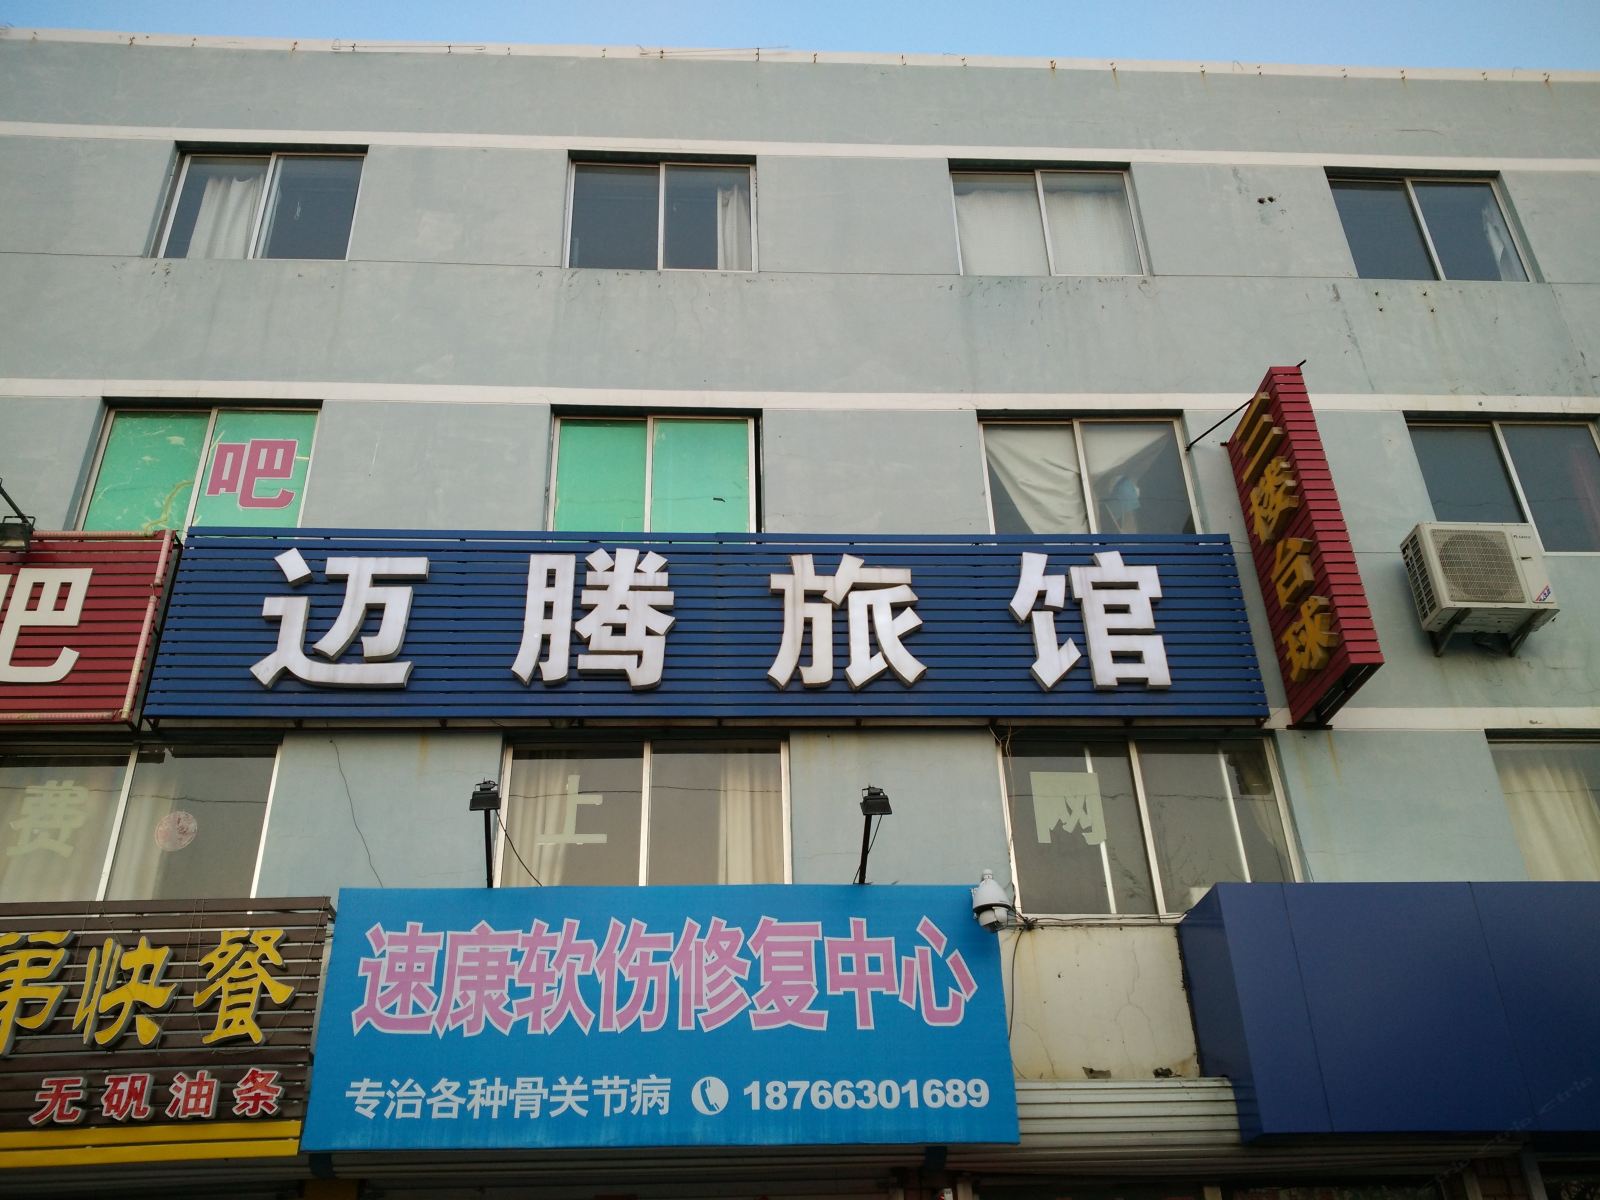 吧
三楼台球
吧
迈腾旅馆
费
上
网
速康软伤修复中心
专治各种骨关节病 18766301689
弟快餐
无矾油条